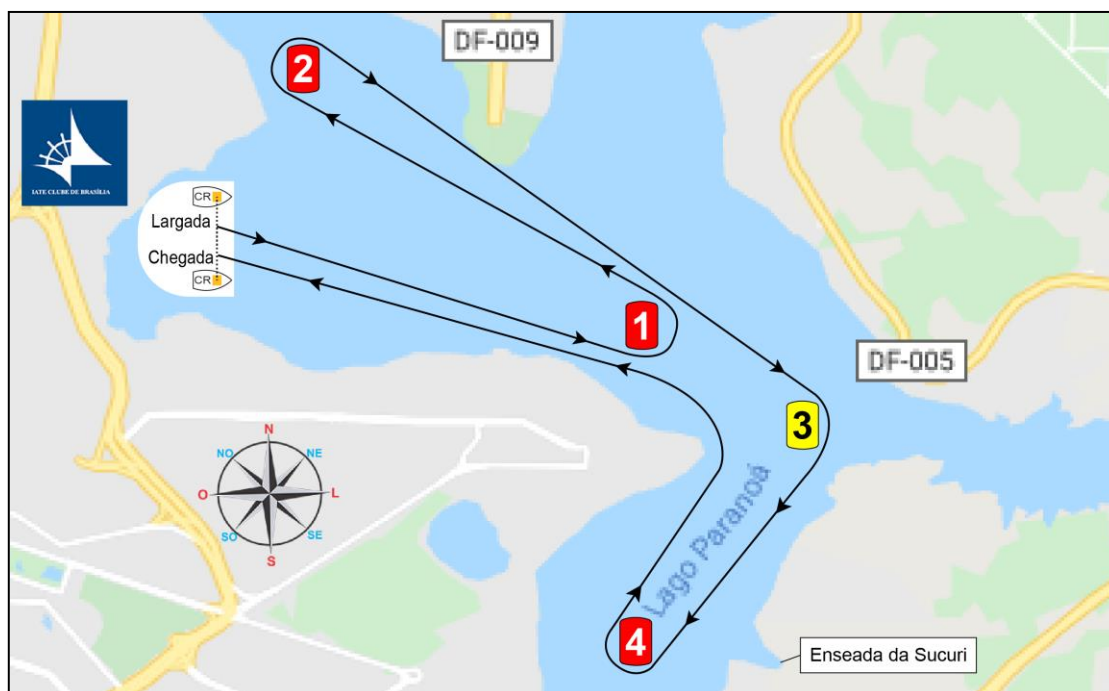 DF-009
2
IATE CLUBE DE BRASÍLIA
CR
Largada
Chegada
CR
1
DF-005
3
N
NO
NE
O
L
SO
SE
S
Lago Paranoá
4
Enseada da Sucuri